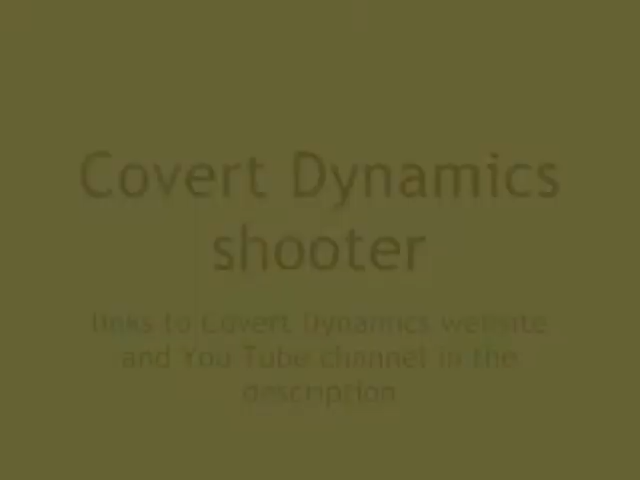 Covert Dynamics
shooter
links to Covert Dynamics website
and You Tube channel in the
description